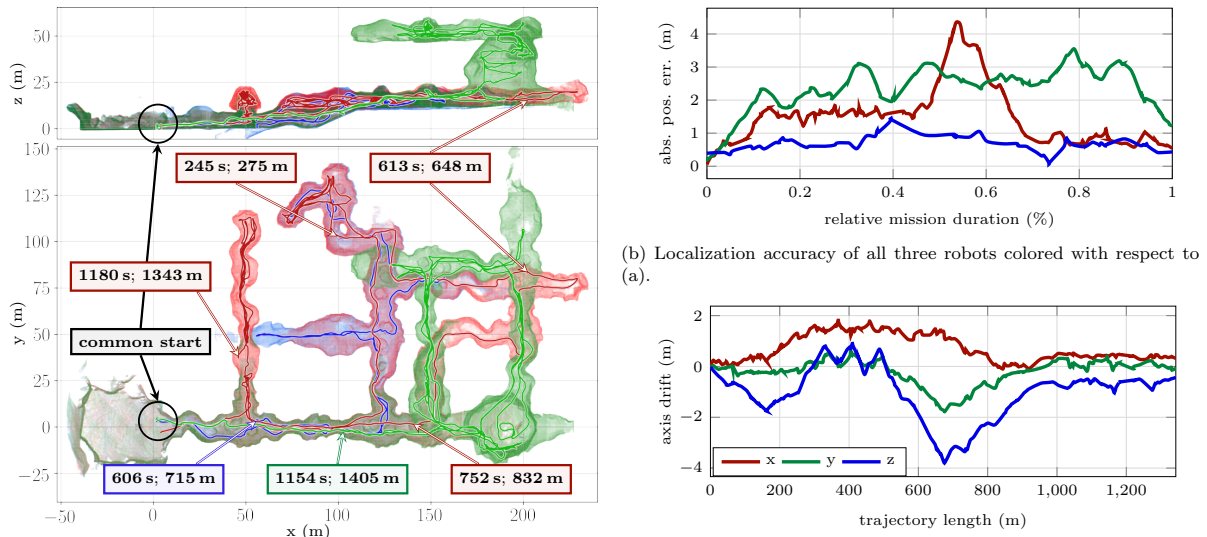 z (m)
50
25
0
150
125
100
75
50
25
0
−25
y (m)
245 s; 275 m
613 s; 648 m
1180 s; 1343 m
common start
606 s; 715 m
1154 s; 1405 m
752 s; 832 m
−50
0
50
100
150
200
x (m)
abs. pos. err. (m)
4
3
2
1
0
0
0.2
0.4
0.6
0.8
1
relative mission duration (%)
(b) Localization accuracy of all three robots colored with respect to
(a).
axis drift (m)
2
0
−2
−4
x
y
z
0
200
400
600
800
1,000
1,200
trajectory length (m)